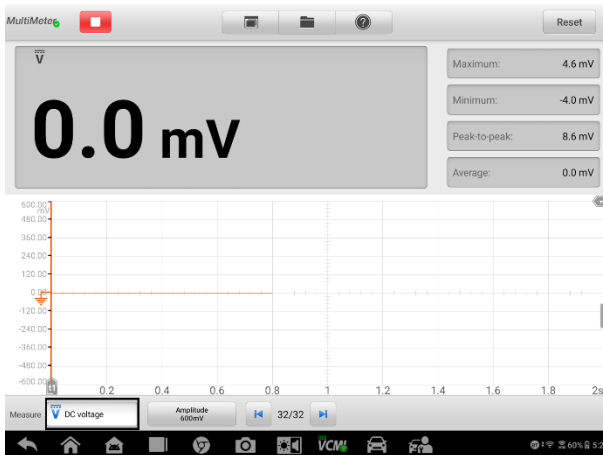 MultiMeter
Reset
V
0.0 mV
Maximum: 4.6 mV
Minimum: -4.0 mV
Peak-to-peak: 8.6 mV
Average: 0.0 mV
600.00
mV
480.00
360.00
240.00
120.00
0.00
-120.00
-240.00
-360.00
-480.00
-600.00
0.2 0.4 0.6 0.8 1 1.2 1.4 1.6 1.8 2s
Measure V DC voltage Amplitude 600mV 32/32
VCMI 60% 5:2